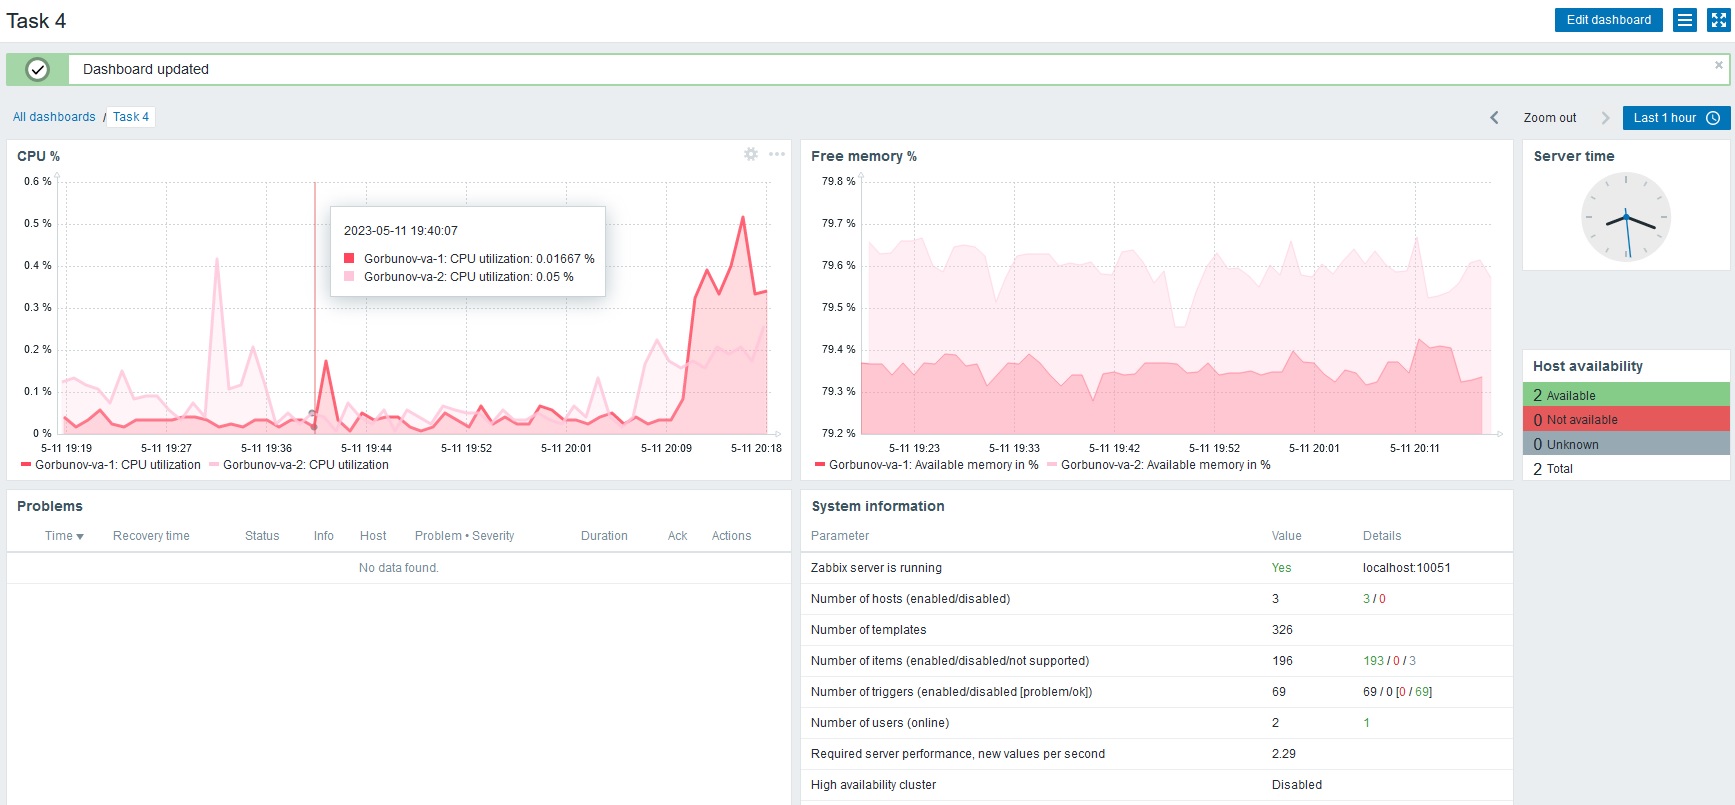 Task 4
Edit dashboard
Dashboard updated
All dashboards / Task 4
Zoom out
Last 1 hour
CPU %
0.6 %
0.5 %
0.4 %
0.3 %
0.2 %
0.1 %
0 %
2023-05-11 19:40:07
Gorbunov-va-1: CPU utilization: 0.01667 %
Gorbunov-va-2: CPU utilization: 0.05 %
5-11 19:19 5-11 19:27 5-11 19:36 5-11 19:44 5-11 19:52 5-11 20:01 5-11 20:09 5-11 20:18
Gorbunov-va-1: CPU utilization Gorbunov-va-2: CPU utilization
Free memory %
79.8 %
79.7 %
79.6 %
79.5 %
79.4 %
79.3 %
79.2 %
5-11 19:23 5-11 19:33 5-11 19:42 5-11 19:52 5-11 20:01 5-11 20:11
Gorbunov-va-1: Available memory in % Gorbunov-va-2: Available memory in %
Server time
Host availability
2 Available
0 Not available
0 Unknown
2 Total
Problems
Time Recovery time Status Info Host Problem • Severity Duration Ack Actions
No data found.
System information
Parameter Value Details
Zabbix server is running Yes localhost:10051
Number of hosts (enabled/disabled) 3 3 / 0
Number of templates 326
Number of items (enabled/disabled/not supported) 196 193 / 0 / 3
Number of triggers (enabled/disabled [problem/ok]) 69 69 / 0 [0 / 69]
Number of users (online) 2 1
Required server performance, new values per second 2.29
High availability cluster Disabled